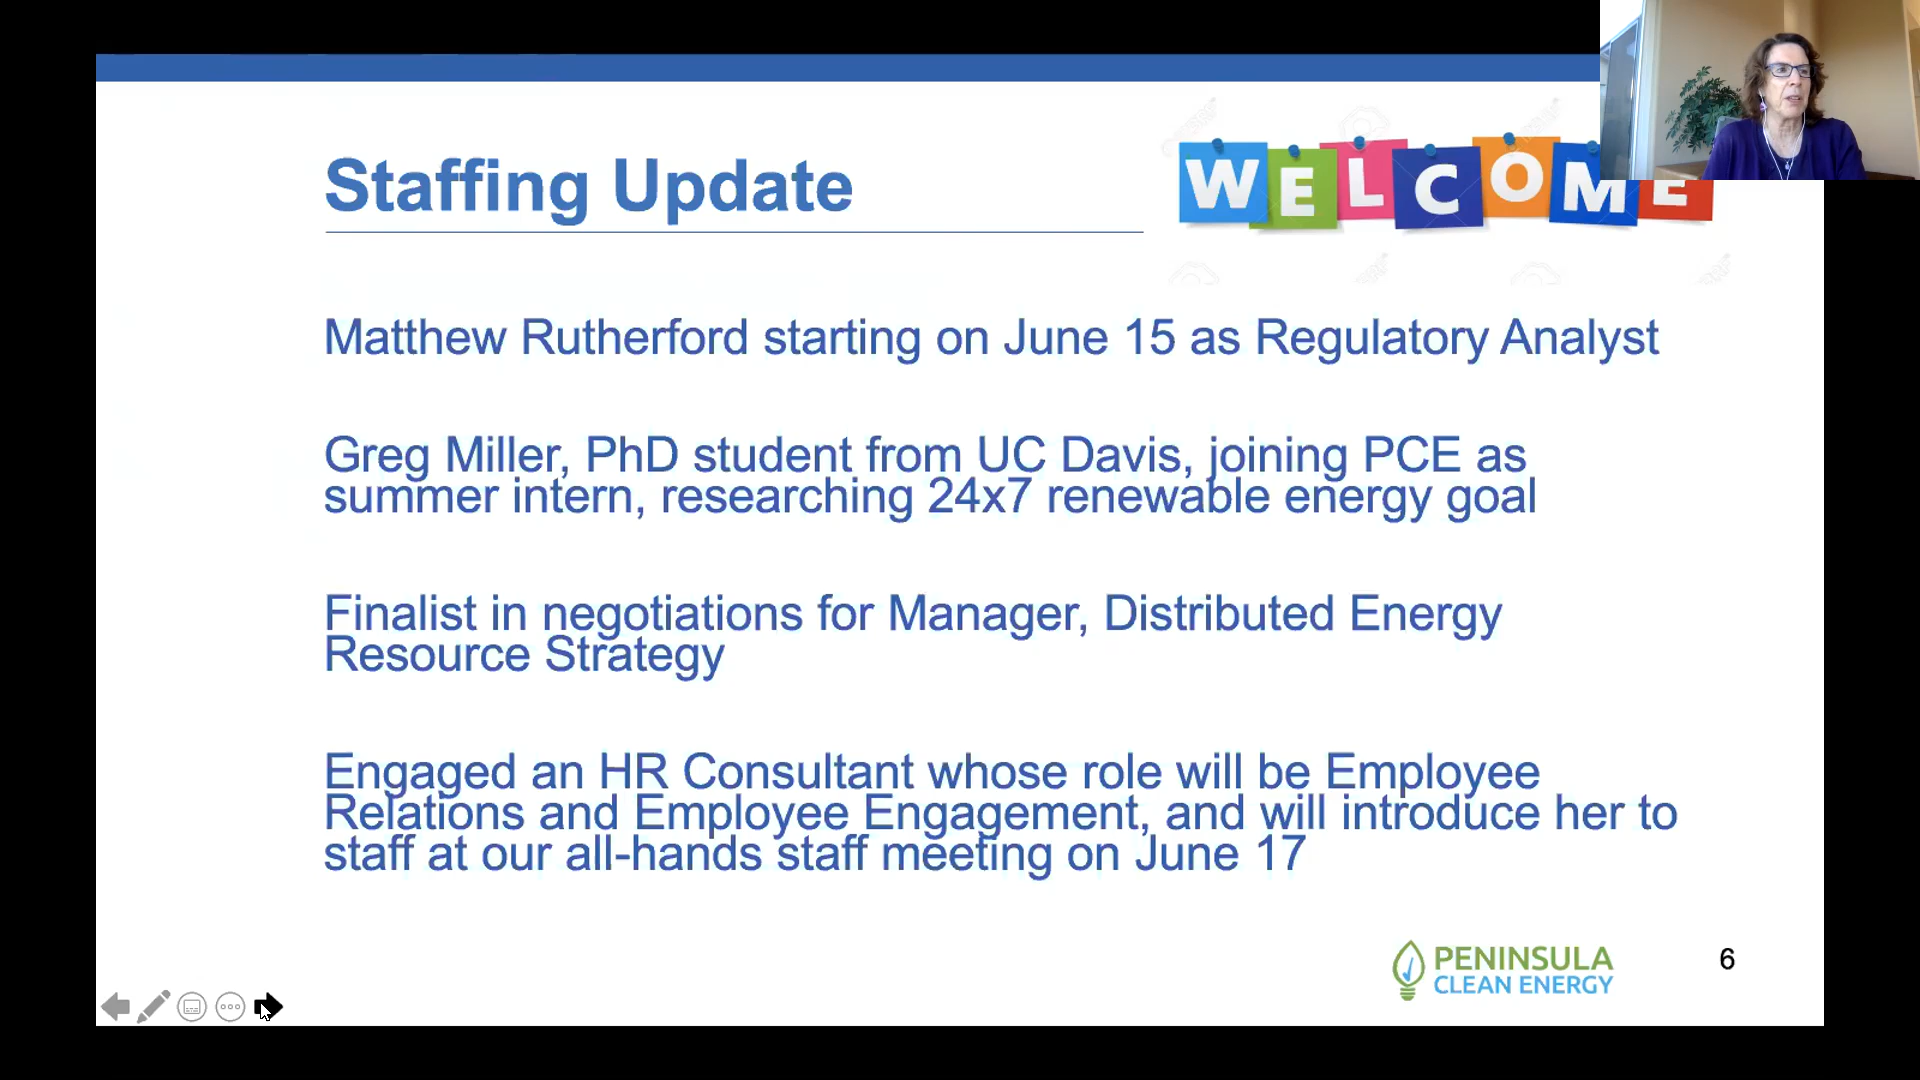 Staffing Update
WELCOME
Matthew Rutherford starting on June 15 as Regulatory Analyst
Greg Miller, PhD student from UC Davis, joining PCE as
summer intern, researching 24x7 renewable energy goal
Finalist in negotiations for Manager, Distributed Energy
Resource Strategy
Engaged an HR Consultant whose role will be Employee
Relations and Employee Engagement, and will introduce her to
staff at our all-hands staff meeting on June 17
PENINSULA
CLEAN ENERGY
6